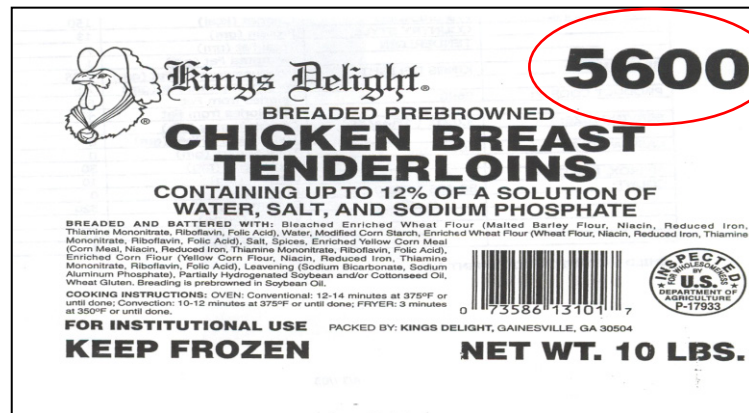 Kings Delight®
5600
BREADED PREBROWNED
CHICKEN BREAST
TENDERLOINS
CONTAINING UP TO 12% OF A SOLUTION OF
WATER, SALT, AND SODIUM PHOSPHATE
BREADED AND BATTERED WITH: Bleached Enriched Wheat Flour (Malted Barley Flour, Niacin, Reduced Iron,
Thiamine Mononitrate, Riboflavin, Folic Acid), Water, Modified Corn Starch, Enriched Wheat Flour (Wheat Flour, Niacin, Reduced Iron, Thiamine
Mononitrate, Riboflavin, Folic Acid), Salt, Spices, Enriched Yellow Corn Meal
(Corn Meal, Niacin, Reduced Iron, Thiamine Mononitrate, Riboflavin, Folic Acid),
Enriched Corn Flour (Yellow Corn Flour, Niacin, Reduced Iron, Thiamine
Mononitrate, Riboflavin, Folic Acid), Leavening (Sodium Bicarbonate, Sodium
Aluminum Phosphate), Partially Hydrogenated Soybean and/or Cottonseed Oil,
Wheat Gluten. Breading is prebrowned in Soybean Oil.
COOKING INSTRUCTIONS: OVEN: Conventional: 12-14 minutes at 375ºF or
until done; Convection: 10-12 minutes at 375ºF or until done; FRYER: 3 minutes
at 350ºF or until done.
0 73586 13101 7
INSPECTED
FOR WHOLESOMENESS
BY
U.S.
DEPARTMENT OF
AGRICULTURE
P-17933
FOR INSTITUTIONAL USE
PACKED BY: KINGS DELIGHT, GAINESVILLE, GA 30504
KEEP FROZEN
NET WT. 10 LBS.